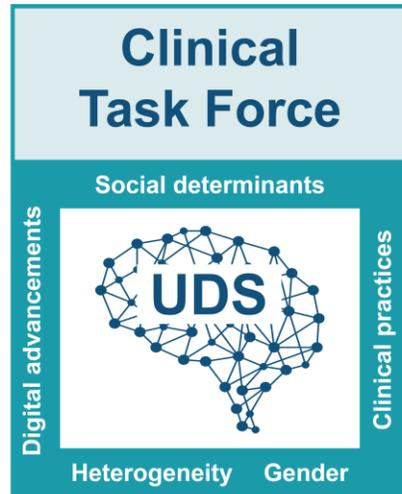 Clinical
Task Force
Social determinants
Digital advancements
UDS
Clinical practices
Heterogeneity Gender